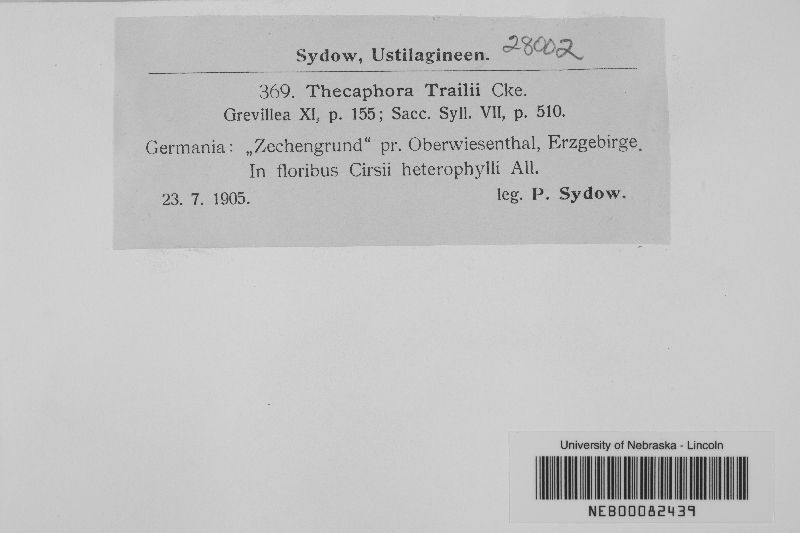 Sydow, Ustilagineen. 28002
369. Thecaphora Trailii Cke.
Grevillea XI, p. 155; Sacc. Syll. VII, p. 510.
Germania: „Zechengrund“ pr. Oberwiesenthal, Erzgebirge.
In floribus Cirsii heterophylli All.
23. 7. 1905. leg. P. Sydow.
University of Nebraska - Lincoln
NEB00082439